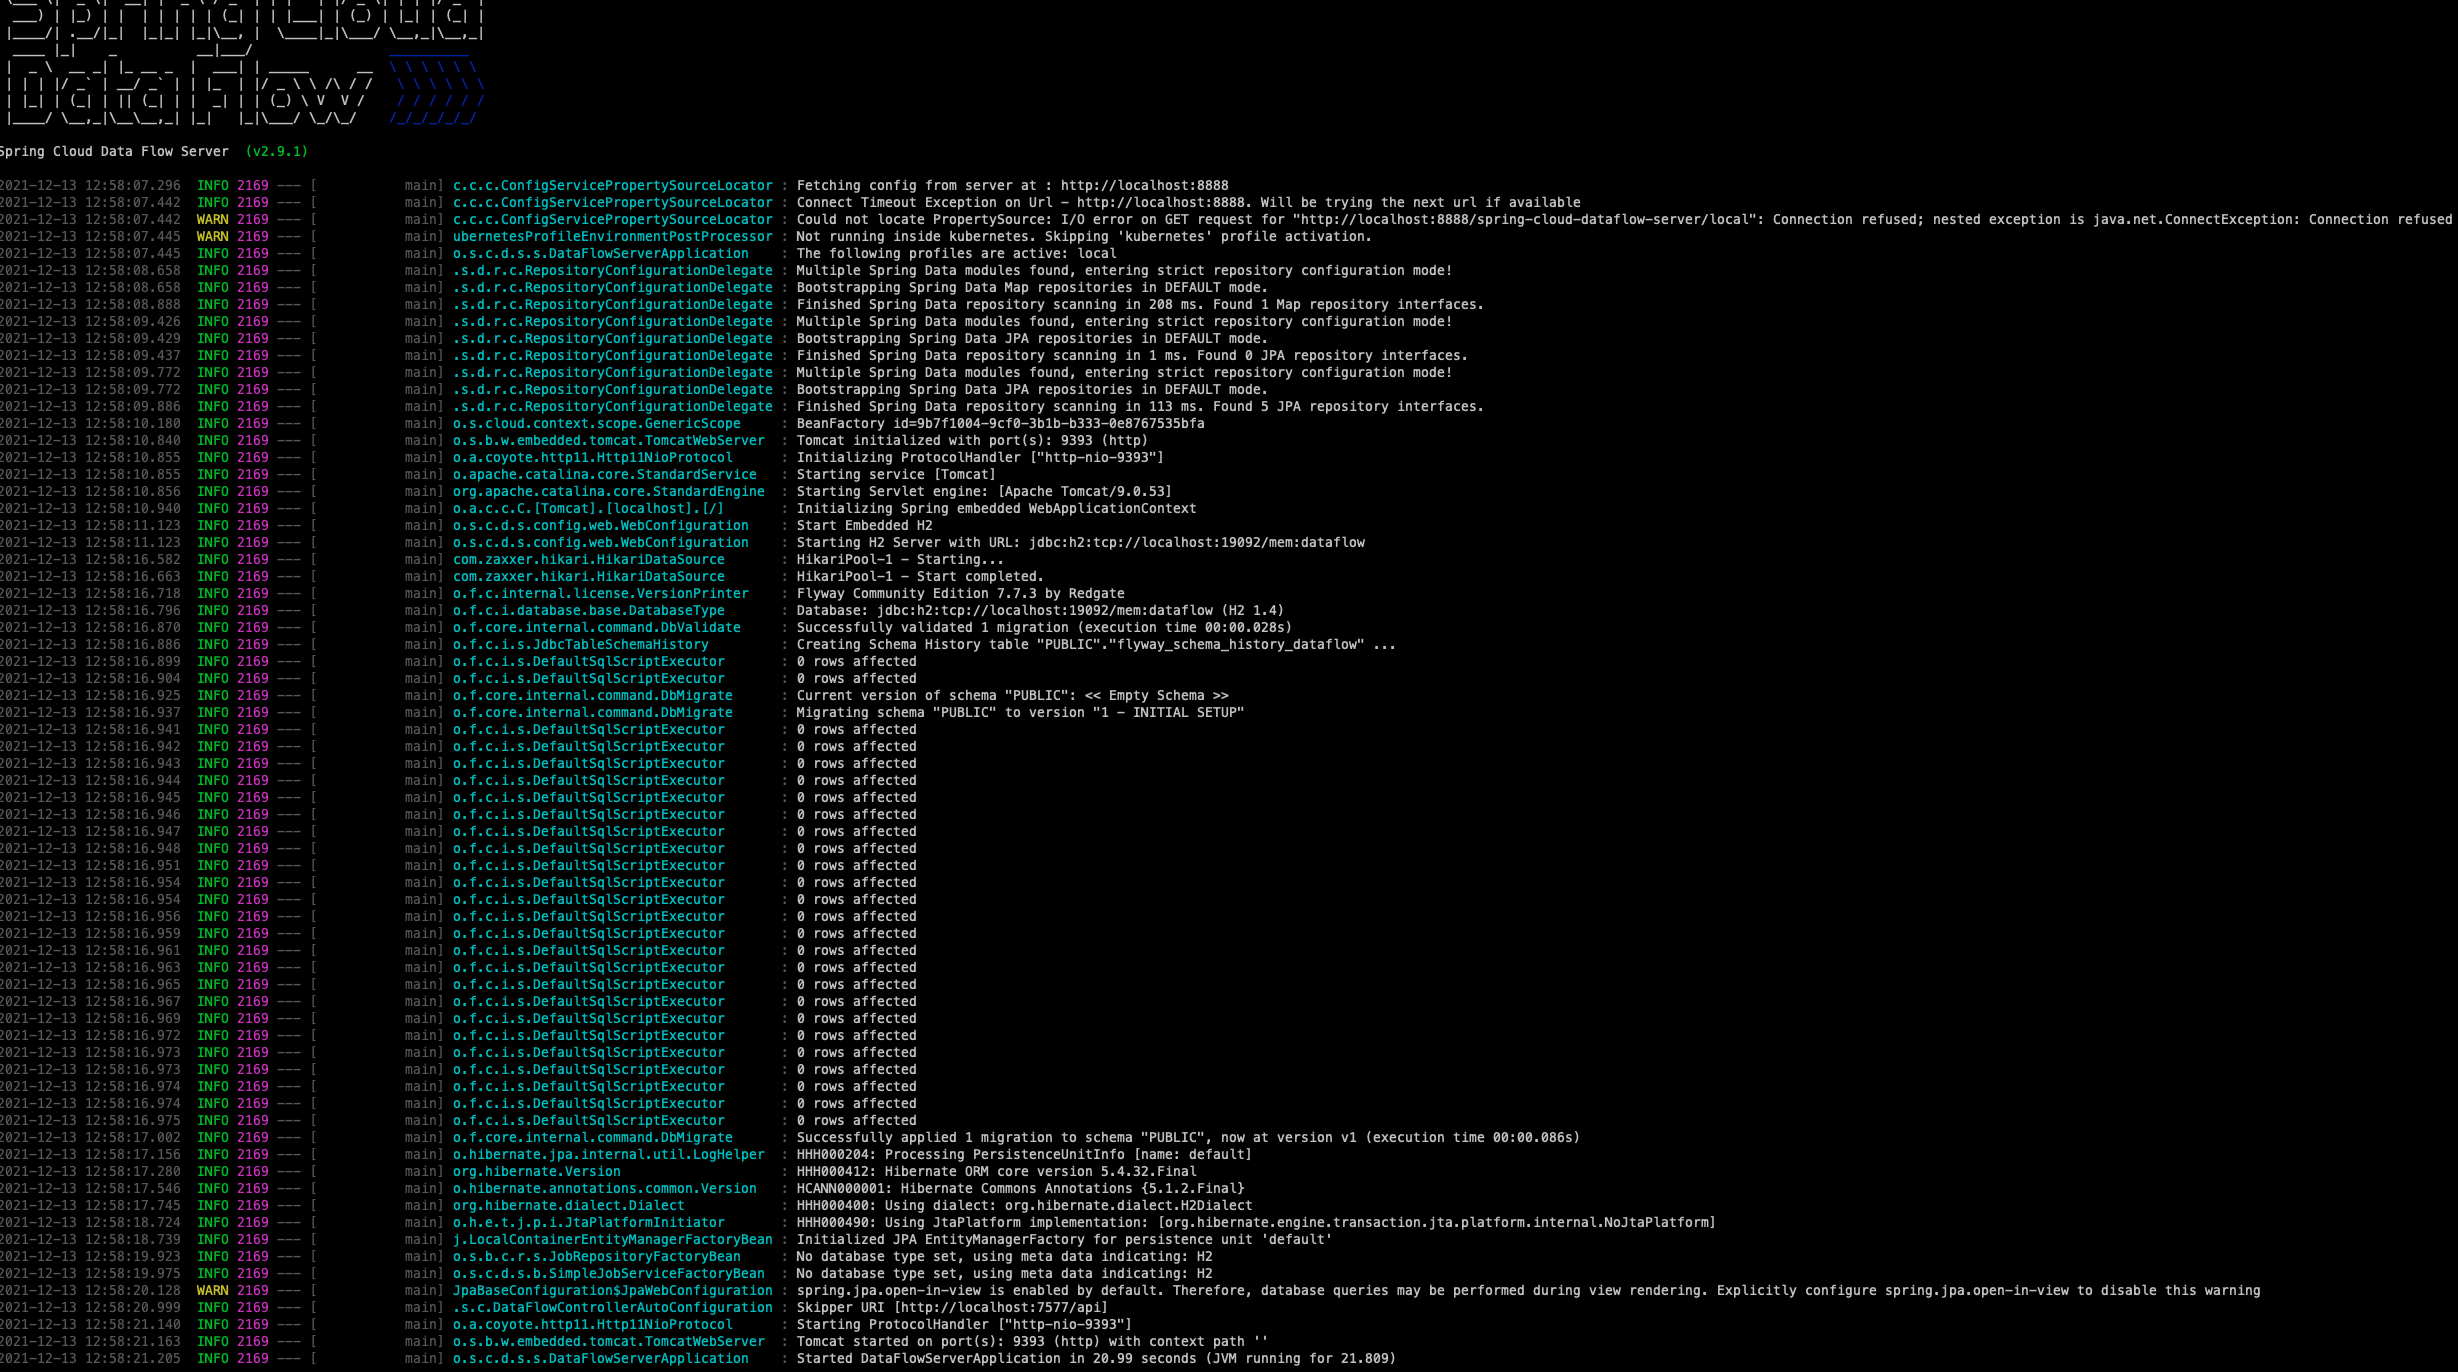 Spring Cloud Data Flow Server  (v2.9.1)
2021-12-13 12:58:07.296  INFO 2169 --- [           main] c.c.c.ConfigServicePropertySourceLocator : Fetching config from server at : http://localhost:8888
2021-12-13 12:58:07.442  INFO 2169 --- [           main] c.c.c.ConfigServicePropertySourceLocator : Connect Timeout Exception on Url - http://localhost:8888. Will be trying the next url if available
2021-12-13 12:58:07.442  WARN 2169 --- [           main] c.c.c.ConfigServicePropertySourceLocator : Could not locate PropertySource: I/O error on GET request for "http://localhost:8888/spring-cloud-dataflow-server/local": Connection refused; nested exception is java.net.ConnectException: Connection refused
2021-12-13 12:58:07.445  WARN 2169 --- [           main] ubernetesProfileEnvironmentPostProcessor : Not running inside kubernetes. Skipping 'kubernetes' profile activation.
2021-12-13 12:58:07.445  INFO 2169 --- [           main] o.s.c.d.s.s.DataFlowServerApplication    : The following profiles are active: local
2021-12-13 12:58:08.658  INFO 2169 --- [           main] .s.d.r.c.RepositoryConfigurationDelegate : Multiple Spring Data modules found, entering strict repository configuration mode!
2021-12-13 12:58:08.658  INFO 2169 --- [           main] .s.d.r.c.RepositoryConfigurationDelegate : Bootstrapping Spring Data Map repositories in DEFAULT mode.
2021-12-13 12:58:08.888  INFO 2169 --- [           main] .s.d.r.c.RepositoryConfigurationDelegate : Finished Spring Data repository scanning in 208 ms. Found 1 Map repository interfaces.
2021-12-13 12:58:09.426  INFO 2169 --- [           main] .s.d.r.c.RepositoryConfigurationDelegate : Multiple Spring Data modules found, entering strict repository configuration mode!
2021-12-13 12:58:09.429  INFO 2169 --- [           main] .s.d.r.c.RepositoryConfigurationDelegate : Bootstrapping Spring Data JPA repositories in DEFAULT mode.
2021-12-13 12:58:09.437  INFO 2169 --- [           main] .s.d.r.c.RepositoryConfigurationDelegate : Finished Spring Data repository scanning in 1 ms. Found 0 JPA repository interfaces.
2021-12-13 12:58:09.772  INFO 2169 --- [           main] .s.d.r.c.RepositoryConfigurationDelegate : Multiple Spring Data modules found, entering strict repository configuration mode!
2021-12-13 12:58:09.772  INFO 2169 --- [           main] .s.d.r.c.RepositoryConfigurationDelegate : Bootstrapping Spring Data JPA repositories in DEFAULT mode.
2021-12-13 12:58:09.886  INFO 2169 --- [           main] .s.d.r.c.RepositoryConfigurationDelegate : Finished Spring Data repository scanning in 113 ms. Found 5 JPA repository interfaces.
2021-12-13 12:58:10.180  INFO 2169 --- [           main] o.s.cloud.context.scope.GenericScope     : BeanFactory id=9b7f1004-9cf0-3b1b-b333-0e8767535bfa
2021-12-13 12:58:10.840  INFO 2169 --- [           main] o.s.b.w.embedded.tomcat.TomcatWebServer  : Tomcat initialized with port(s): 9393 (http)
2021-12-13 12:58:10.855  INFO 2169 --- [           main] o.a.coyote.http11.Http11NioProtocol      : Initializing ProtocolHandler ["http-nio-9393"]
2021-12-13 12:58:10.855  INFO 2169 --- [           main] o.apache.catalina.core.StandardService   : Starting service [Tomcat]
2021-12-13 12:58:10.856  INFO 2169 --- [           main] org.apache.catalina.core.StandardEngine  : Starting Servlet engine: [Apache Tomcat/9.0.53]
2021-12-13 12:58:10.940  INFO 2169 --- [           main] o.a.c.c.C.[Tomcat].[localhost].[/]       : Initializing Spring embedded WebApplicationContext
2021-12-13 12:58:11.123  INFO 2169 --- [           main] o.s.c.d.s.config.web.WebConfiguration    : Start Embedded H2
2021-12-13 12:58:11.123  INFO 2169 --- [           main] o.s.c.d.s.config.web.WebConfiguration    : Starting H2 Server with URL: jdbc:h2:tcp://localhost:19092/mem:dataflow
2021-12-13 12:58:16.582  INFO 2169 --- [           main] com.zaxxer.hikari.HikariDataSource       : HikariPool-1 - Starting...
2021-12-13 12:58:16.663  INFO 2169 --- [           main] com.zaxxer.hikari.HikariDataSource       : HikariPool-1 - Start completed.
2021-12-13 12:58:16.718  INFO 2169 --- [           main] o.f.c.internal.license.VersionPrinter    : Flyway Community Edition 7.7.3 by Redgate
2021-12-13 12:58:16.796  INFO 2169 --- [           main] o.f.c.i.database.base.DatabaseType       : Database: jdbc:h2:tcp://localhost:19092/mem:dataflow (H2 1.4)
2021-12-13 12:58:16.870  INFO 2169 --- [           main] o.f.core.internal.command.DbValidate     : Successfully validated 1 migration (execution time 00:00.028s)
2021-12-13 12:58:16.886  INFO 2169 --- [           main] o.f.c.i.s.JdbcTableSchemaHistory         : Creating Schema History table "PUBLIC"."flyway_schema_history_dataflow" ...
2021-12-13 12:58:16.899  INFO 2169 --- [           main] o.f.c.i.s.DefaultSqlScriptExecutor       : 0 rows affected
2021-12-13 12:58:16.904  INFO 2169 --- [           main] o.f.c.i.s.DefaultSqlScriptExecutor       : 0 rows affected
2021-12-13 12:58:16.925  INFO 2169 --- [           main] o.f.core.internal.command.DbMigrate      : Current version of schema "PUBLIC": << Empty Schema >>
2021-12-13 12:58:16.937  INFO 2169 --- [           main] o.f.core.internal.command.DbMigrate      : Migrating schema "PUBLIC" to version "1 - INITIAL SETUP"
2021-12-13 12:58:16.941  INFO 2169 --- [           main] o.f.c.i.s.DefaultSqlScriptExecutor       : 0 rows affected
2021-12-13 12:58:16.942  INFO 2169 --- [           main] o.f.c.i.s.DefaultSqlScriptExecutor       : 0 rows affected
2021-12-13 12:58:16.943  INFO 2169 --- [           main] o.f.c.i.s.DefaultSqlScriptExecutor       : 0 rows affected
2021-12-13 12:58:16.944  INFO 2169 --- [           main] o.f.c.i.s.DefaultSqlScriptExecutor       : 0 rows affected
2021-12-13 12:58:16.945  INFO 2169 --- [           main] o.f.c.i.s.DefaultSqlScriptExecutor       : 0 rows affected
2021-12-13 12:58:16.946  INFO 2169 --- [           main] o.f.c.i.s.DefaultSqlScriptExecutor       : 0 rows affected
2021-12-13 12:58:16.947  INFO 2169 --- [           main] o.f.c.i.s.DefaultSqlScriptExecutor       : 0 rows affected
2021-12-13 12:58:16.948  INFO 2169 --- [           main] o.f.c.i.s.DefaultSqlScriptExecutor       : 0 rows affected
2021-12-13 12:58:16.951  INFO 2169 --- [           main] o.f.c.i.s.DefaultSqlScriptExecutor       : 0 rows affected
2021-12-13 12:58:16.954  INFO 2169 --- [           main] o.f.c.i.s.DefaultSqlScriptExecutor       : 0 rows affected
2021-12-13 12:58:16.954  INFO 2169 --- [           main] o.f.c.i.s.DefaultSqlScriptExecutor       : 0 rows affected
2021-12-13 12:58:16.956  INFO 2169 --- [           main] o.f.c.i.s.DefaultSqlScriptExecutor       : 0 rows affected
2021-12-13 12:58:16.959  INFO 2169 --- [           main] o.f.c.i.s.DefaultSqlScriptExecutor       : 0 rows affected
2021-12-13 12:58:16.961  INFO 2169 --- [           main] o.f.c.i.s.DefaultSqlScriptExecutor       : 0 rows affected
2021-12-13 12:58:16.963  INFO 2169 --- [           main] o.f.c.i.s.DefaultSqlScriptExecutor       : 0 rows affected
2021-12-13 12:58:16.965  INFO 2169 --- [           main] o.f.c.i.s.DefaultSqlScriptExecutor       : 0 rows affected
2021-12-13 12:58:16.967  INFO 2169 --- [           main] o.f.c.i.s.DefaultSqlScriptExecutor       : 0 rows affected
2021-12-13 12:58:16.969  INFO 2169 --- [           main] o.f.c.i.s.DefaultSqlScriptExecutor       : 0 rows affected
2021-12-13 12:58:16.972  INFO 2169 --- [           main] o.f.c.i.s.DefaultSqlScriptExecutor       : 0 rows affected
2021-12-13 12:58:16.973  INFO 2169 --- [           main] o.f.c.i.s.DefaultSqlScriptExecutor       : 0 rows affected
2021-12-13 12:58:16.973  INFO 2169 --- [           main] o.f.c.i.s.DefaultSqlScriptExecutor       : 0 rows affected
2021-12-13 12:58:16.974  INFO 2169 --- [           main] o.f.c.i.s.DefaultSqlScriptExecutor       : 0 rows affected
2021-12-13 12:58:16.974  INFO 2169 --- [           main] o.f.c.i.s.DefaultSqlScriptExecutor       : 0 rows affected
2021-12-13 12:58:16.975  INFO 2169 --- [           main] o.f.c.i.s.DefaultSqlScriptExecutor       : 0 rows affected
2021-12-13 12:58:17.002  INFO 2169 --- [           main] o.f.core.internal.command.DbMigrate      : Successfully applied 1 migration to schema "PUBLIC", now at version v1 (execution time 00:00.086s)
2021-12-13 12:58:17.156  INFO 2169 --- [           main] o.hibernate.jpa.internal.util.LogHelper  : HHH000204: Processing PersistenceUnitInfo [name: default]
2021-12-13 12:58:17.280  INFO 2169 --- [           main] org.hibernate.Version                    : HHH000412: Hibernate ORM core version 5.4.32.Final
2021-12-13 12:58:17.546  INFO 2169 --- [           main] o.hibernate.annotations.common.Version   : HCANN000001: Hibernate Commons Annotations {5.1.2.Final}
2021-12-13 12:58:17.745  INFO 2169 --- [           main] org.hibernate.dialect.Dialect            : HHH000400: Using dialect: org.hibernate.dialect.H2Dialect
2021-12-13 12:58:18.724  INFO 2169 --- [           main] o.h.e.t.j.p.i.JtaPlatformInitiator       : HHH000490: Using JtaPlatform implementation: [org.hibernate.engine.transaction.jta.platform.internal.NoJtaPlatform]
2021-12-13 12:58:18.739  INFO 2169 --- [           main] j.LocalContainerEntityManagerFactoryBean : Initialized JPA EntityManagerFactory for persistence unit 'default'
2021-12-13 12:58:19.923  INFO 2169 --- [           main] o.s.b.c.r.s.JobRepositoryFactoryBean     : No database type set, using meta data indicating: H2
2021-12-13 12:58:19.975  INFO 2169 --- [           main] o.s.c.d.s.b.SimpleJobServiceFactoryBean  : No database type set, using meta data indicating: H2
2021-12-13 12:58:20.128  WARN 2169 --- [           main] JpaBaseConfiguration$JpaWebConfiguration : spring.jpa.open-in-view is enabled by default. Therefore, database queries may be performed during view rendering. Explicitly configure spring.jpa.open-in-view to disable this warning
2021-12-13 12:58:20.999  INFO 2169 --- [           main] .s.c.DataFlowControllerAutoConfiguration : Skipper URI [http://localhost:7577/api]
2021-12-13 12:58:21.140  INFO 2169 --- [           main] o.a.coyote.http11.Http11NioProtocol      : Starting ProtocolHandler ["http-nio-9393"]
2021-12-13 12:58:21.163  INFO 2169 --- [           main] o.s.b.w.embedded.tomcat.TomcatWebServer  : Tomcat started on port(s): 9393 (http) with context path ''
2021-12-13 12:58:21.205  INFO 2169 --- [           main] o.s.c.d.s.s.DataFlowServerApplication    : Started DataFlowServerApplication in 20.99 seconds (JVM running for 21.809)